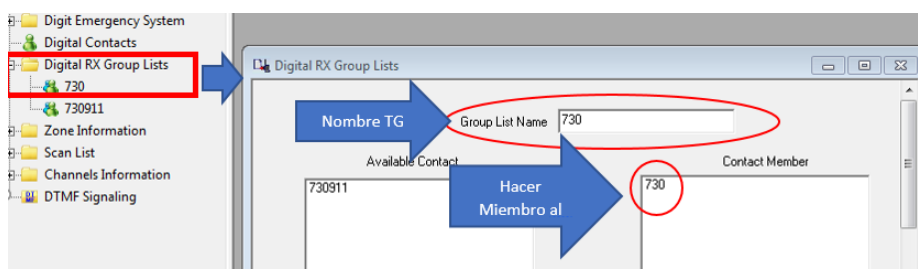 Digit Emergency System
Digital Contacts
Digital RX Group Lists
730
730911
Zone Information
Scan List
Channels Information
DTMF Signaling
Digital RX Group Lists
Nombre TG
Group List Name 730
Available Contact
Contact Member
730911
Hacer
Miembro al
730